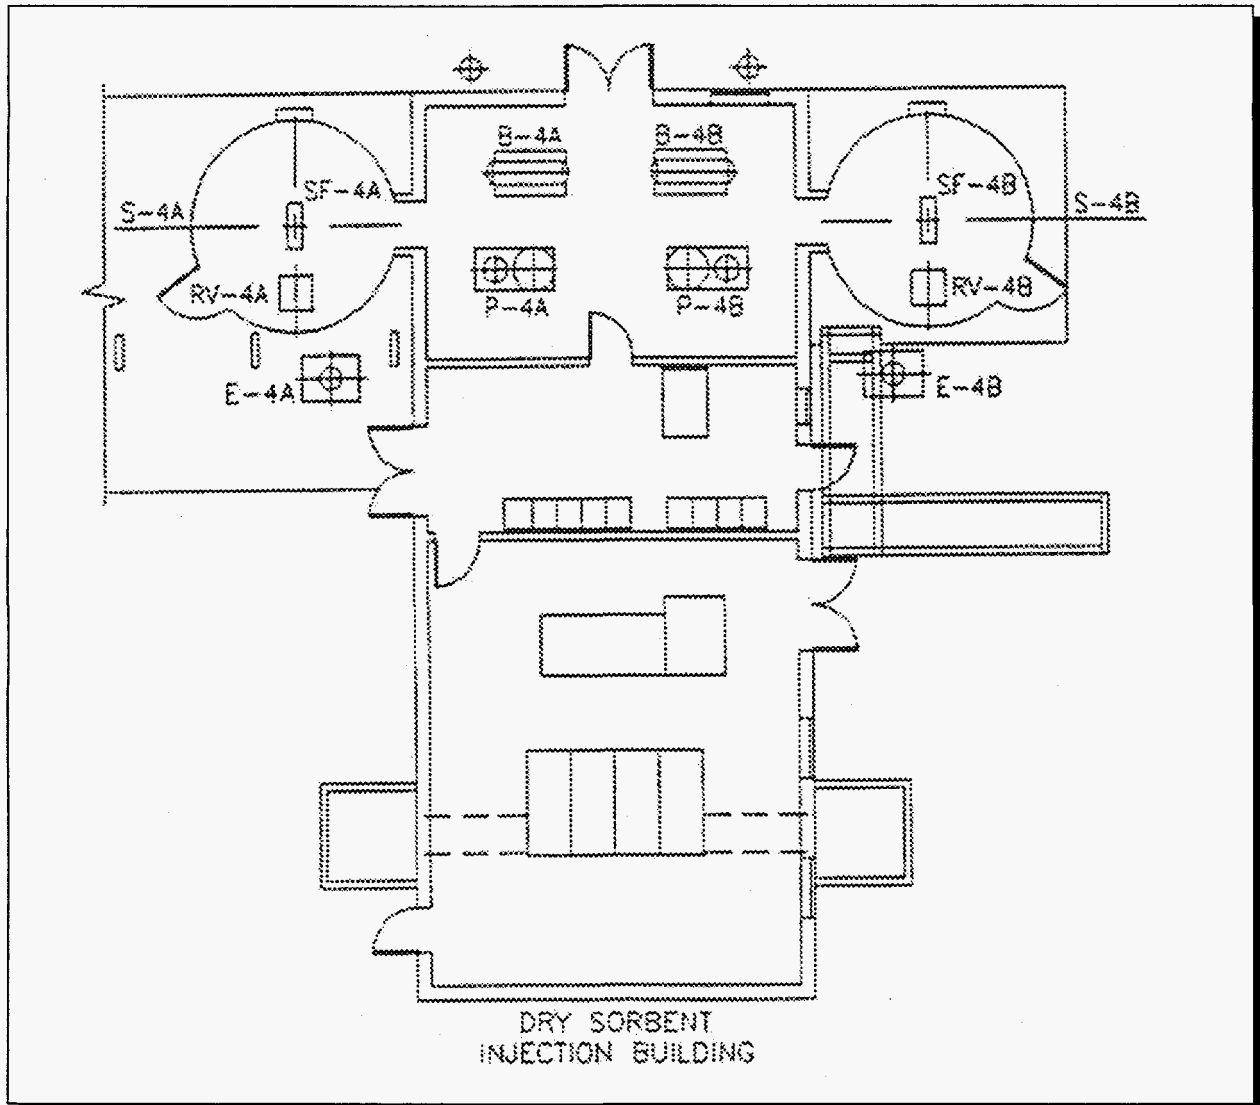 B-4A
B-4B
SF-4A
SF-4B
S-4A
S-4B
RV-4A
RV-4B
P-4A
P-4B
E-4A
E-4B
DRY SORBENT
INJECTION BUILDING